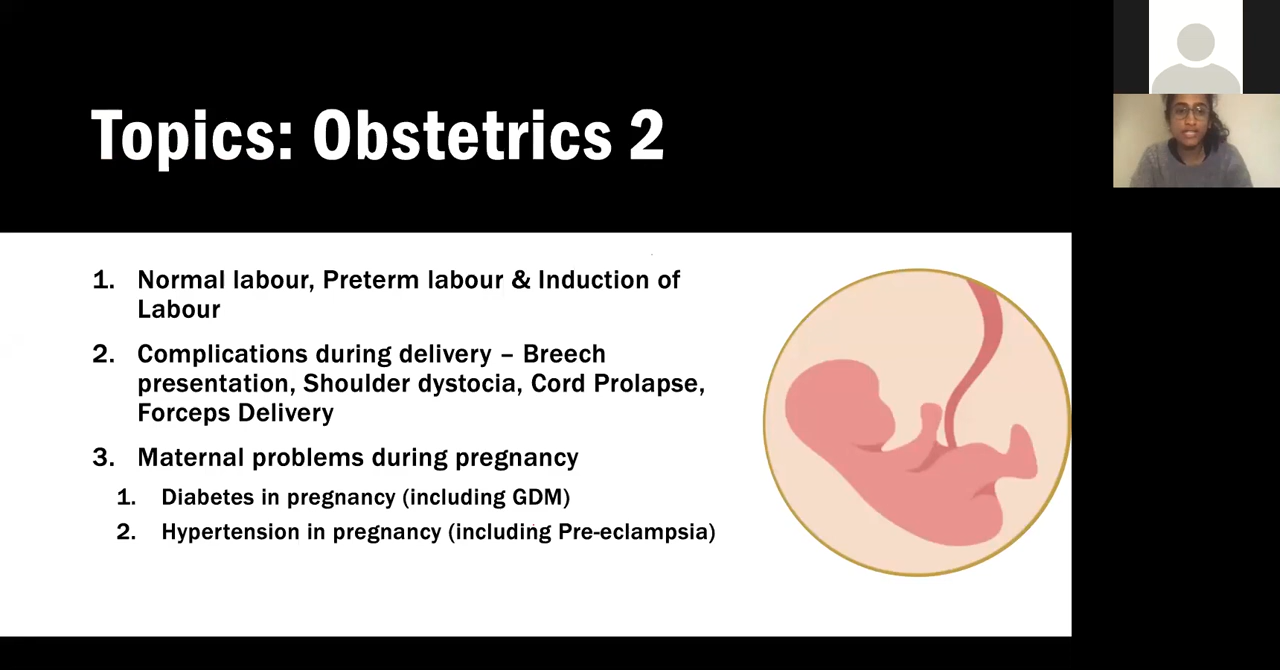 Topics: Obstetrics 2
1. Normal labour, Preterm labour & Induction of
Labour
2. Complications during delivery – Breech
presentation, Shoulder dystocia, Cord Prolapse,
Forceps Delivery
3. Maternal problems during pregnancy
1. Diabetes in pregnancy (including GDM)
2. Hypertension in pregnancy (including Pre-eclampsia)